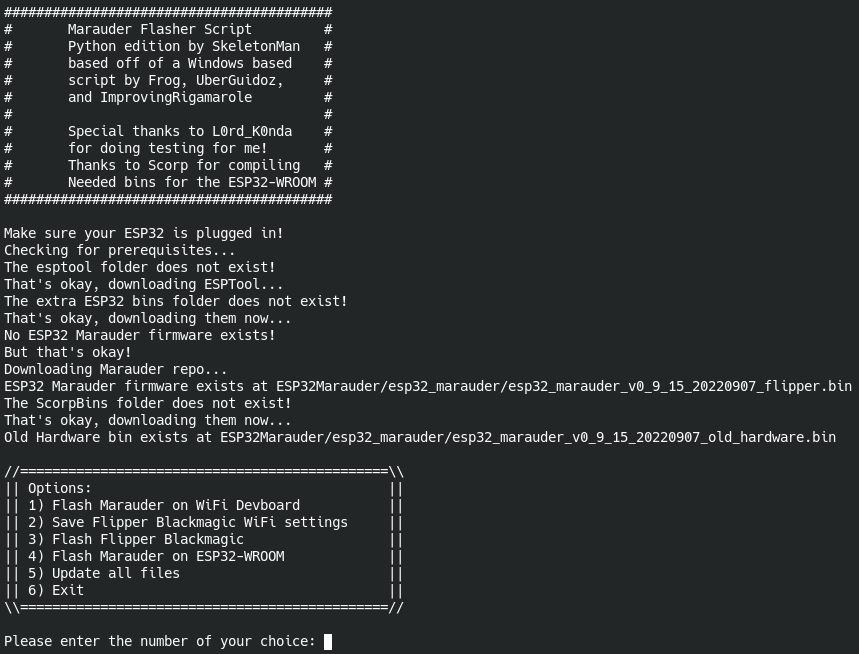 #########################################
#       Marauder Flasher Script         #
#       Python edition by SkeletonMan   #
#       based off of a Windows based    #
#       script by Frog, UberGuidoz,     #
#       and ImprovingRigamarole         #
#                                       #
#       Special thanks to L0rd_K0nda    #
#       for doing testing for me!       #
#       Thanks to Scorp for compiling   #
#       Needed bins for the ESP32-WROOM #
#########################################
Make sure your ESP32 is plugged in!
Checking for prerequisites...
The esptool folder does not exist!
That's okay, downloading ESPTool...
The extra ESP32 bins folder does not exist!
That's okay, downloading them now...
No ESP32 Marauder firmware exists!
But that's okay!
Downloading Marauder repo...
ESP32 Marauder firmware exists at ESP32Marauder/esp32_marauder/esp32_marauder_v0_9_15_20220907_flipper.bin
The ScorpBins folder does not exist!
That's okay, downloading them now...
Old Hardware bin exists at ESP32Marauder/esp32_marauder/esp32_marauder_v0_9_15_20220907_old_hardware.bin
//==============================================\\
|| Options:                                     ||
|| 1) Flash Marauder on WiFi Devboard           ||
|| 2) Save Flipper Blackmagic WiFi settings     ||
|| 3) Flash Flipper Blackmagic                  ||
|| 4) Flash Marauder on ESP32-WROOM             ||
|| 5) Update all files                          ||
|| 6) Exit                                      ||
\\==============================================//
Please enter the number of your choice: